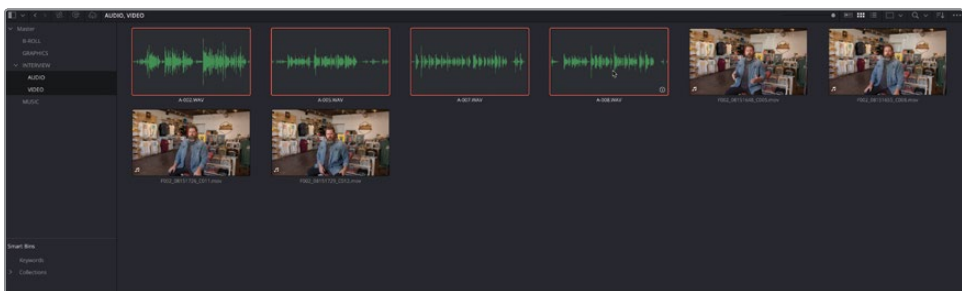 AUDIO, VIDEO
Master
B-ROLL
GRAPHICS
INTERVIEW
AUDIO
VIDEO
MUSIC
A-002.WAV
A-005.WAV
A-007.WAV
A-008.WAV
Smart Bins
Keywords
Collections